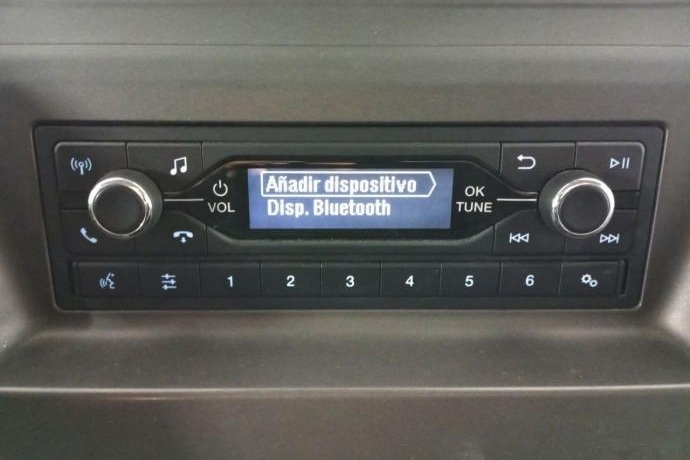 Añadir dispositivo
Disp. Bluetooth
VOL
OK
TUNE
1 2 3 4 5 6